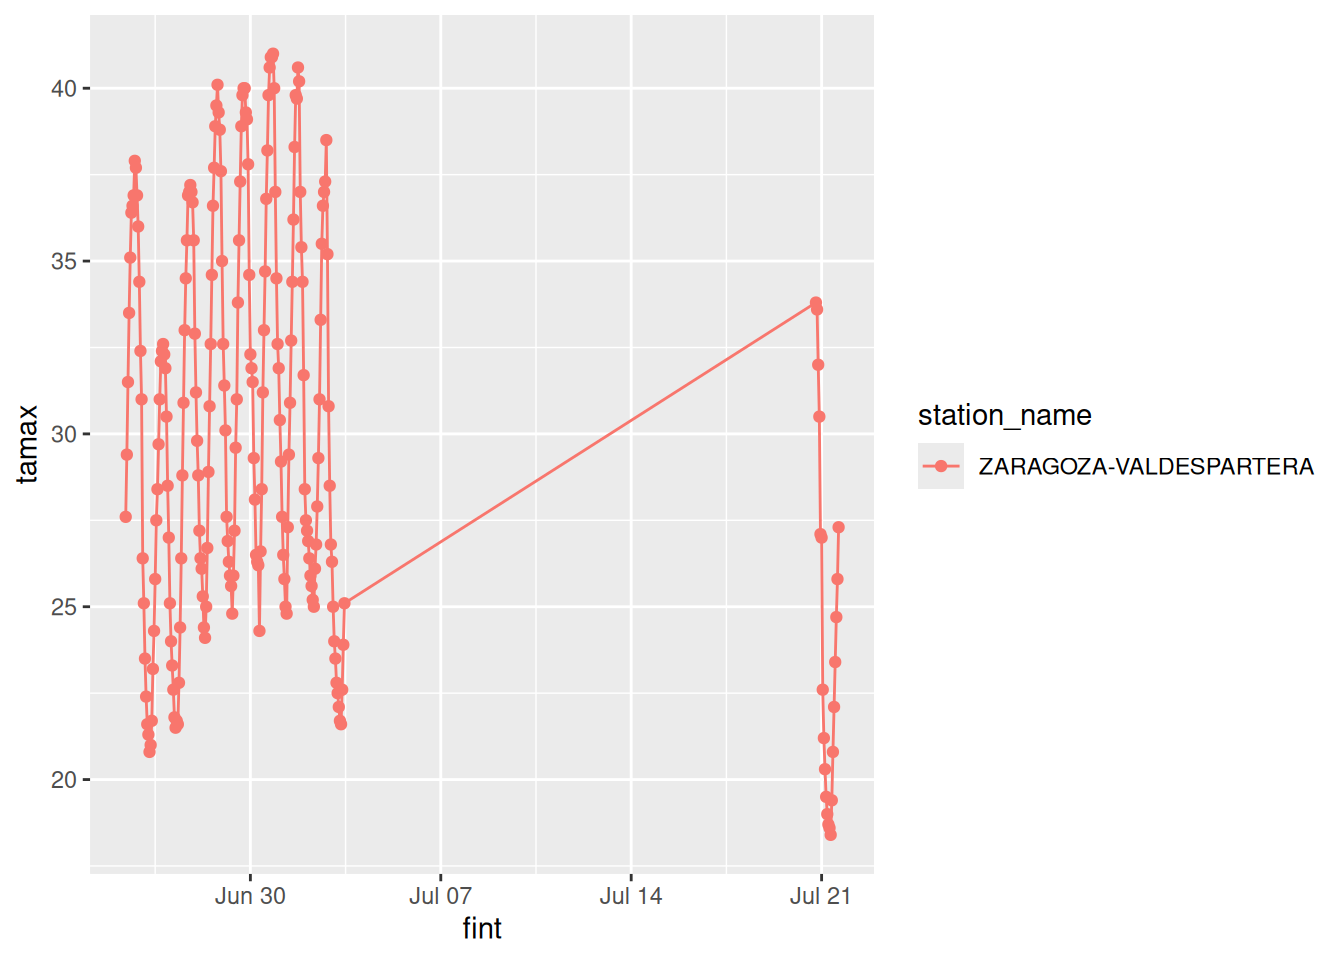 tamax
40
35
30
25
20
Jun 30
Jul 07
Jul 14
Jul 21
fint
station_name
ZARAGOZA-VALDESPARTERA